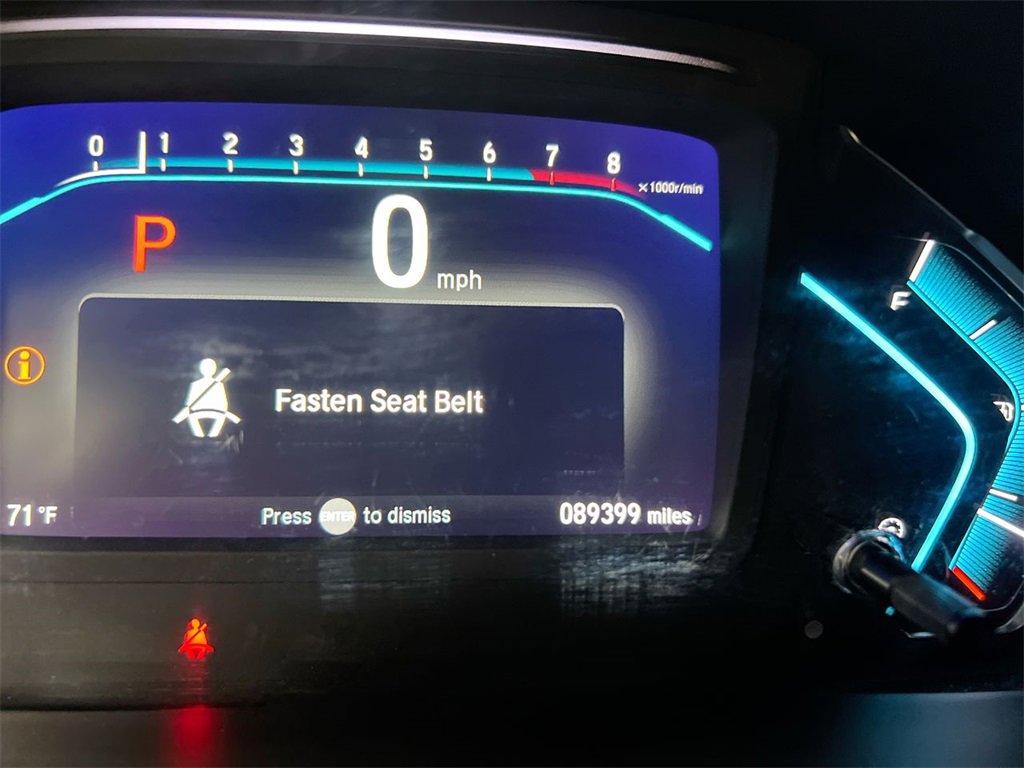 0 1 2 3 4 5 6 7 8
×1000r/min
P
0
mph
F
i
Fasten Seat Belt
71°F
Press ENTER to dismiss
089399 miles